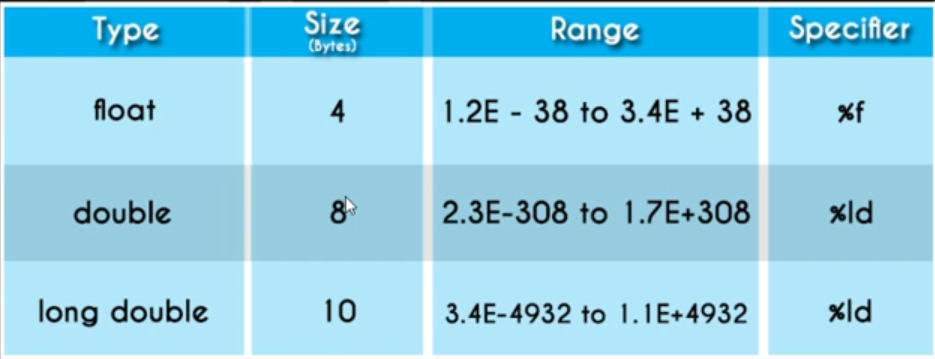 Type Size Range Specifier
(Bytes)
float 4 1.2E - 38 to 3.4E + 38 %f
double 8 2.3E-308 to 1.7E+308 %ld
long double 10 3.4E-4932 to 1.1E+4932 %ld